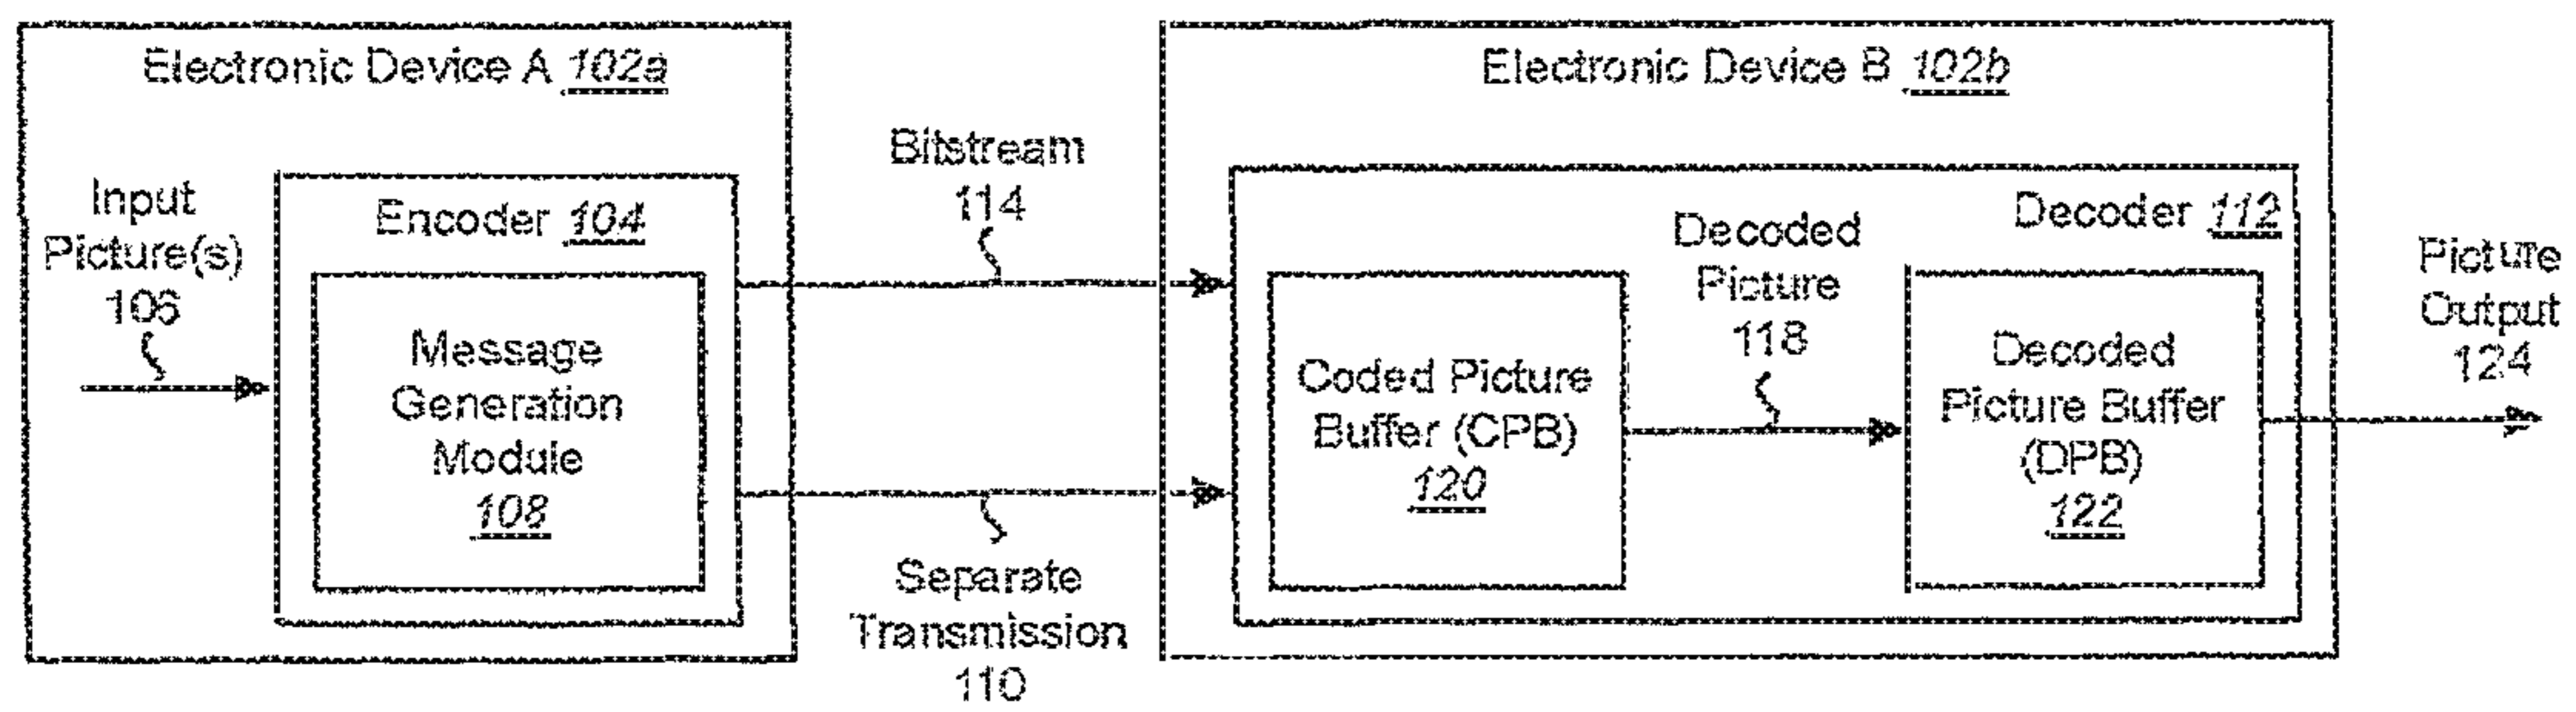 Electronic Device A 102a
Input
Picture(s)
106
Encoder 104
Message
Generation
Module
108
Bitstream
114
Separate
Transmission
110
Electronic Device B 102b
Decoder 112
Coded Picture
Buffer (CPB)
120
Decoded
Picture
118
Decoded
Picture Buffer
(DPB)
122
Picture
Output
124